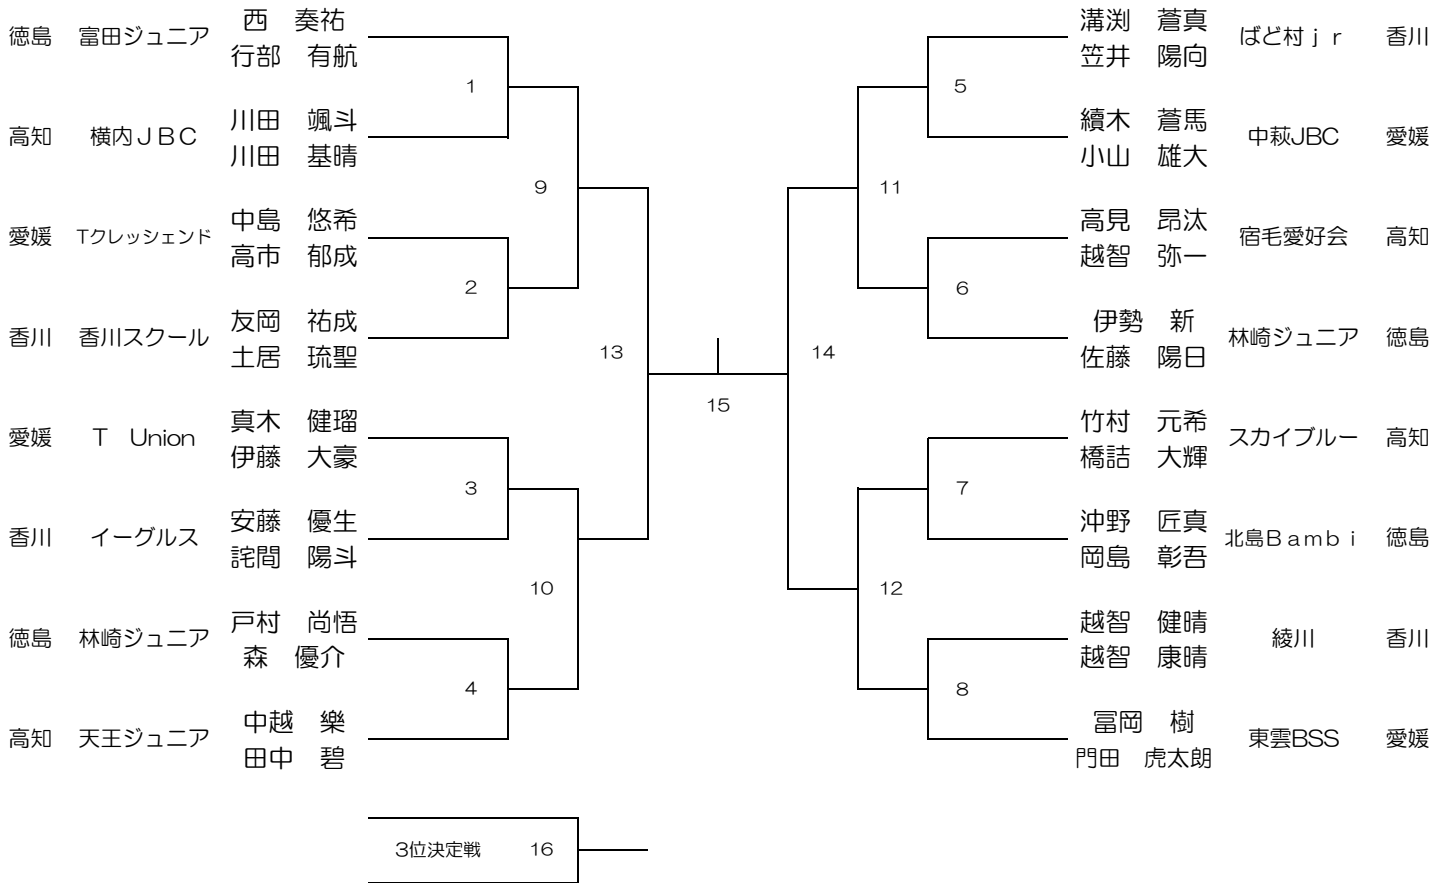 徳島 富田ジュニア 西 奏祐
行部 有航
1
高知 横内ＪＢＣ 川田 颯斗
川田 基晴
9
愛媛 Tクレッシェンド 中島 悠希
高市 郁成
2
香川 香川スクール 友岡 祐成
土居 琉聖
13
愛媛 T Union 真木 健瑠
伊藤 大豪
3
香川 イーグルス 安藤 優生
詫間 陽斗
10
徳島 林崎ジュニア 戸村 尚悟
森 優介
4
高知 天王ジュニア 中越 樂
田中 碧
15
溝渕 蒼真 ばど村ｊｒ 香川
笠井 陽向
5
續木 蒼馬 中萩JBC 愛媛
小山 雄大
11
高見 昂汰 宿毛愛好会 高知
越智 弥一
6
伊勢 新 林崎ジュニア 徳島
佐藤 陽日
14
竹村 元希 スカイブルー 高知
橋詰 大輝
7
沖野 匠真 北島Ｂａｍｂｉ 徳島
岡島 彰吾
12
越智 健晴 綾川 香川
越智 康晴
8
冨岡 樹 東雲BSS 愛媛
門田 虎太朗
3位決定戦 16